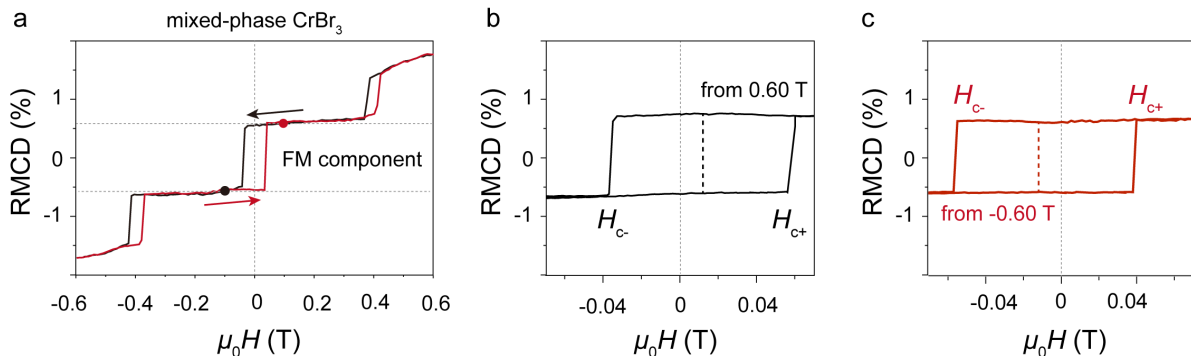 a
mixed-phase CrBr₃
RMCD (%)
1
0
-1
FM component
-0.6
-0.4
-0.2
0
0.2
0.4
0.6
μ₀H (T)
b
RMCD (%)
1
0
-1
from 0.60 T
Hc-
Hc+
-0.04
0
0.04
μ₀H (T)
c
RMCD (%)
1
0
-1
Hc-
Hc+
from -0.60 T
-0.04
0
0.04
μ₀H (T)